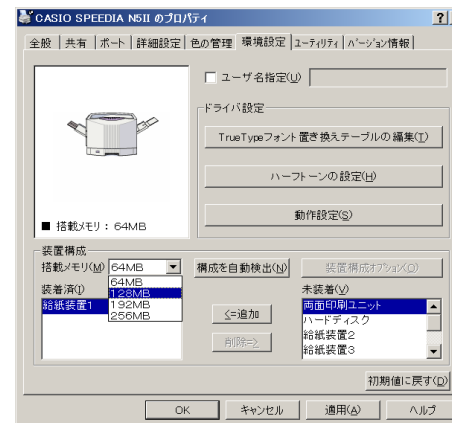 CASIO SPEEDIA N5II のプロパティ
全般 共有 ポート 詳細設定 色の管理 環境設定 ユーティリティ バージョン情報
ユーザ名指定(U)
ドライバ設定
TrueTypeフォント置き換えテーブルの編集(T)
ハーフトーンの設定(H)
動作設定(S)
■ 搭載メモリ : 64MB
装置構成
搭載メモリ(M) 64MB
構成を自動検出(N)
装置構成オプション(O)
64MB
128MB
192MB
256MB
装着済(I)
給紙装置1
<=追加
削除=>
未装着(V)
両面印刷ユニット
ハードディスク
給紙装置2
給紙装置3
初期値に戻す(D)
OK
キャンセル
適用(A)
ヘルプ